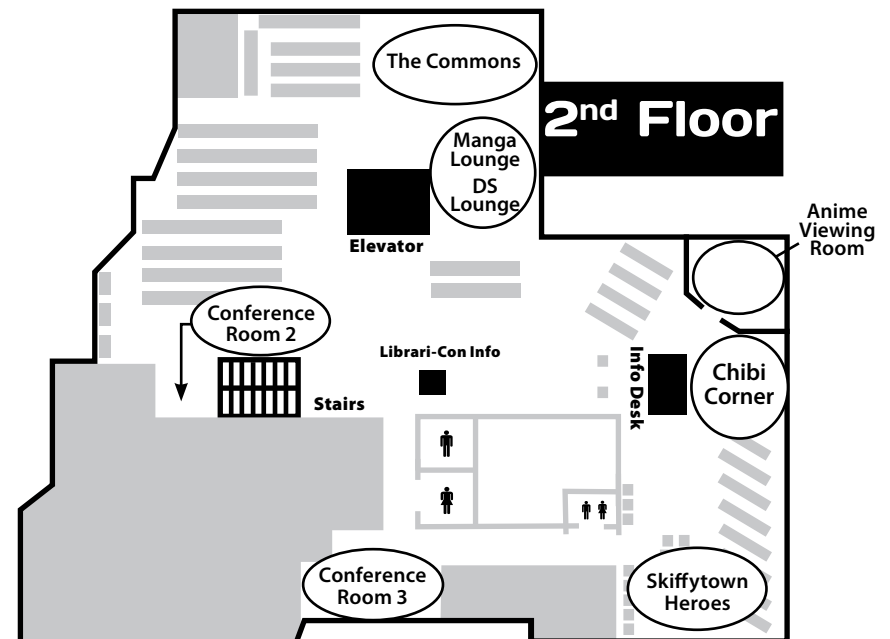 The Commons
2nd Floor
Manga
Lounge
DS
Lounge
Elevator
Anime
Viewing
Room
Conference
Room 2
Librari-Con Info
Info Desk
Chibi
Corner
Stairs
Conference
Room 3
Skiffytown
Heroes